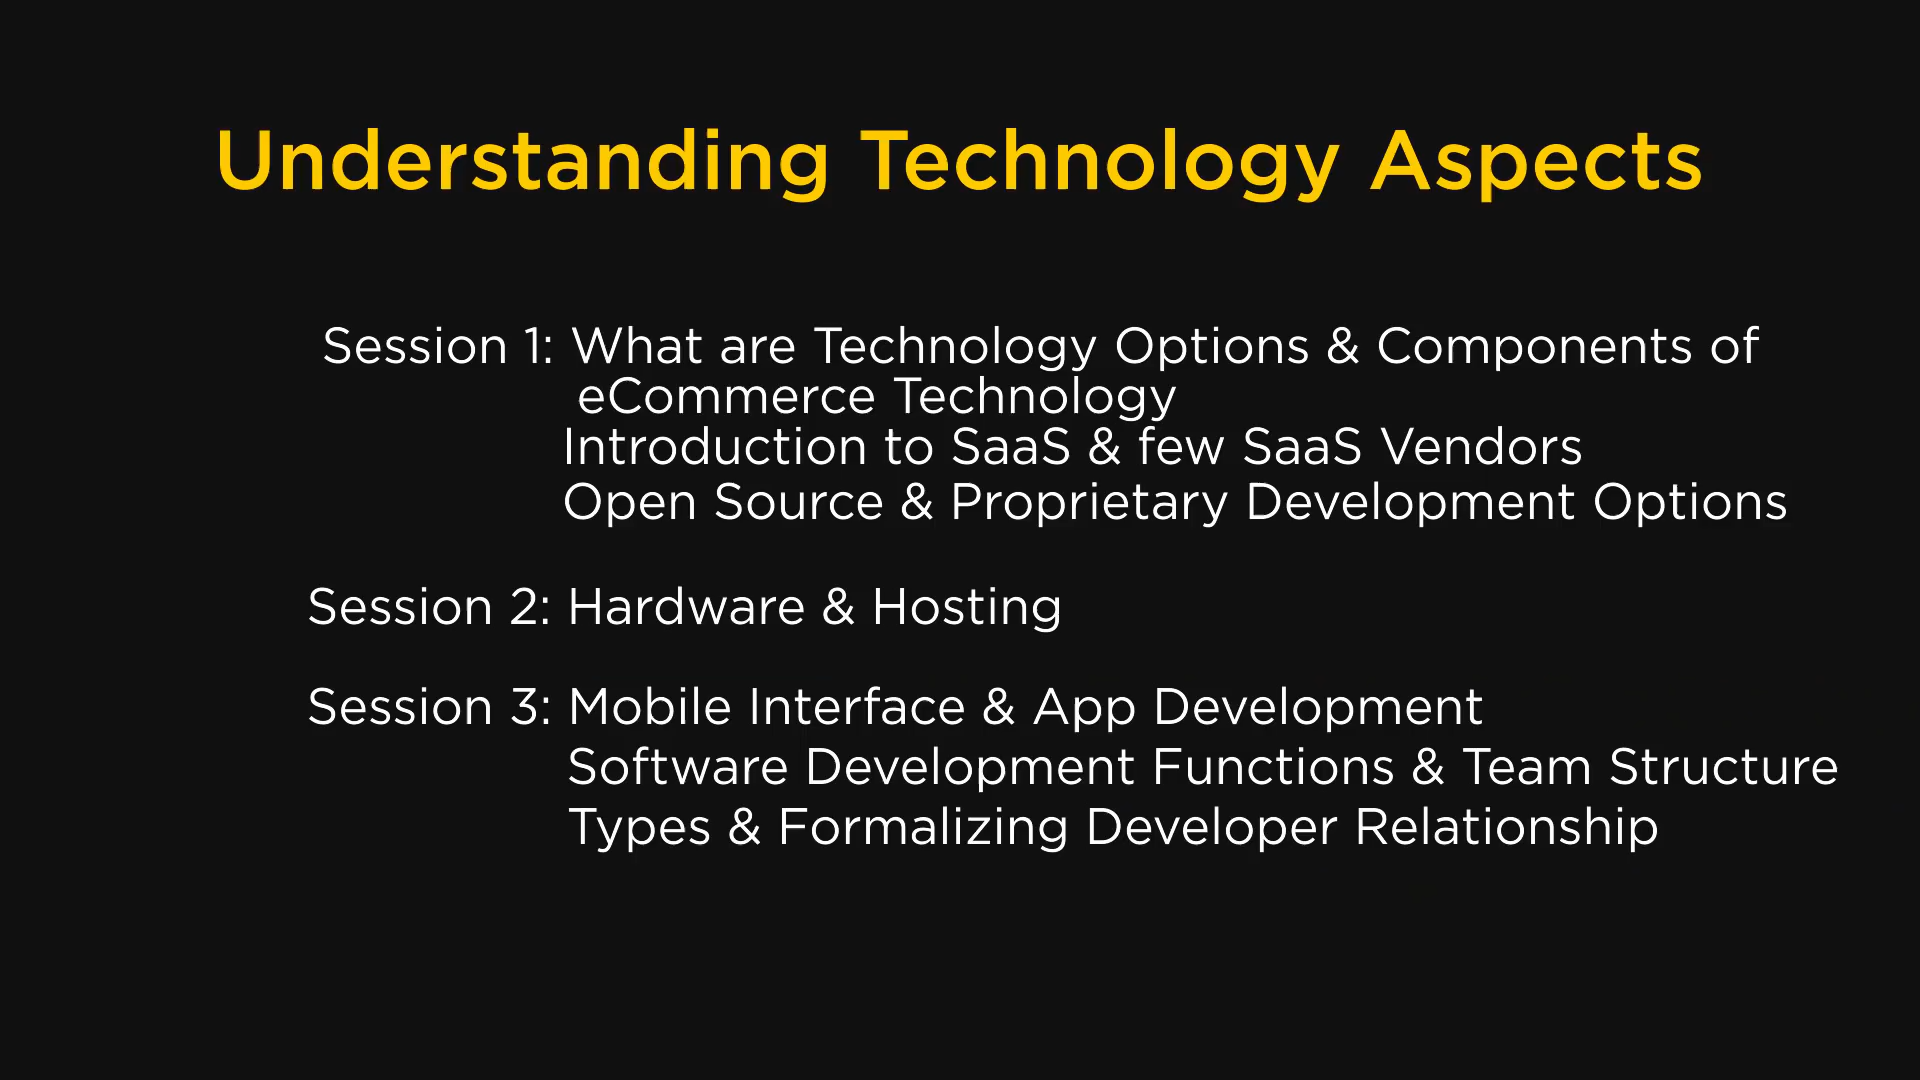 Understanding Technology Aspects
Session 1: What are Technology Options & Components of
eCommerce Technology
Introduction to SaaS & few SaaS Vendors
Open Source & Proprietary Development Options
Session 2: Hardware & Hosting
Session 3: Mobile Interface & App Development
Software Development Functions & Team Structure
Types & Formalizing Developer Relationship